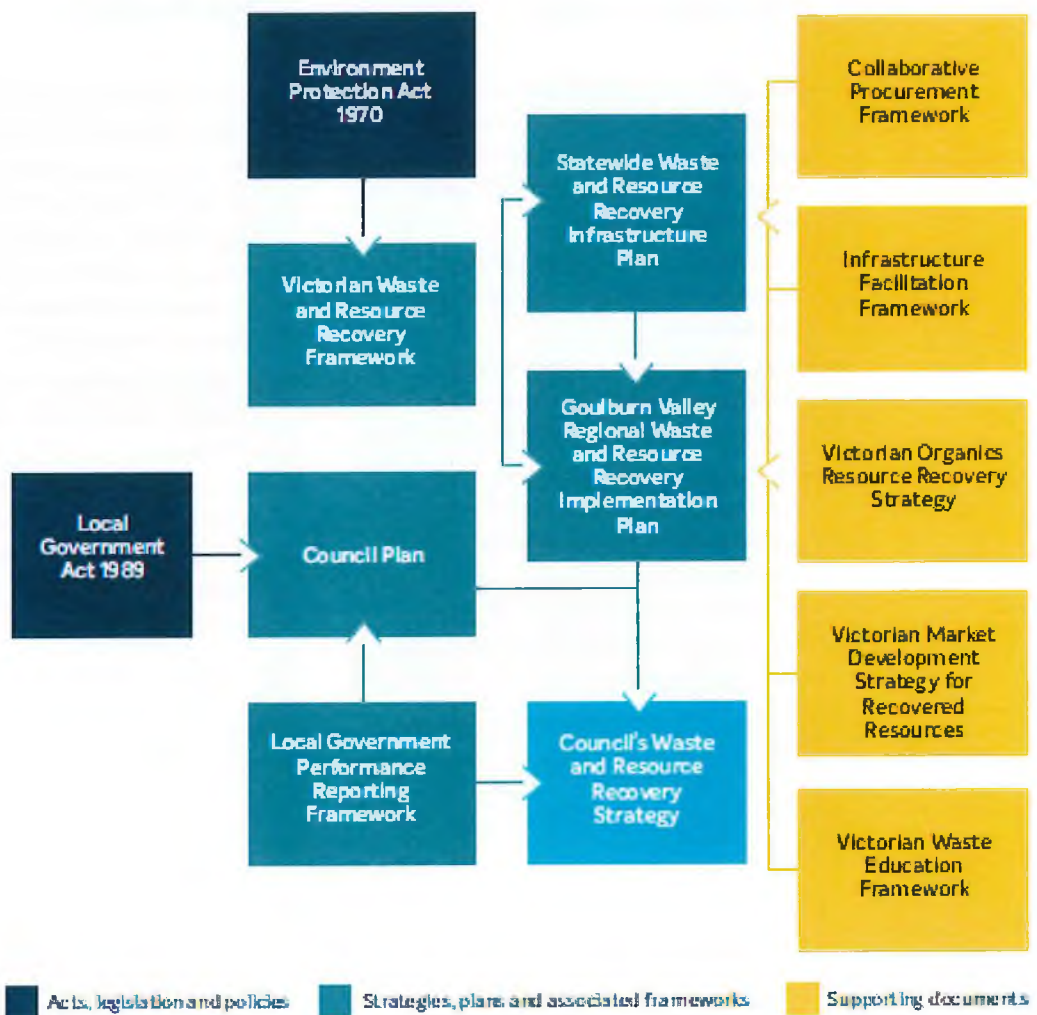 Environment
Protection Act
1970
Collaborative
Procurement
Framework
Statewide Waste
and Resource
Recovery
Infrastructure
Plan
Victorian Waste
and Resource
Recovery
Framework
Infrastructure
Facilitation
Framework
Goulburn Valley
Regional Waste
and Resource
Recovery
Implementation
Plan
Victorian Organics
Resource Recovery
Strategy
Local
Government
Act 1989
Council Plan
Victorian Market
Development
Strategy for
Recovered
Resources
Local Government
Performance
Reporting
Framework
Council's Waste
and Resource
Recovery
Strategy
Victorian Waste
Education
Framework
Acts, legislation and policies
Strategies, plans and associated frameworks
Supporting documents